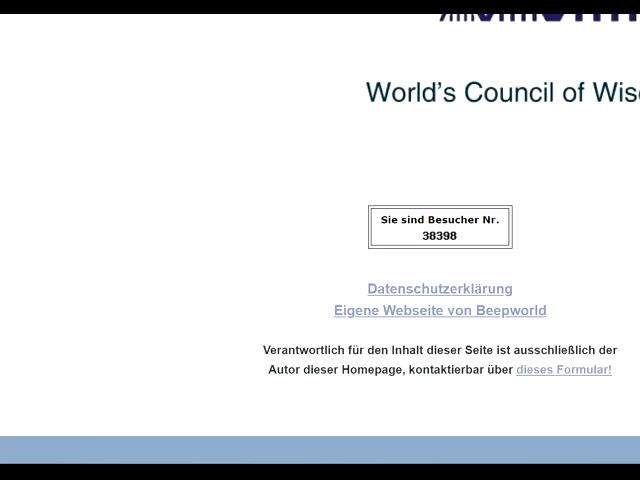 World's Council of
Sie sind Besucher Nr.
38398
Datenschutzerklärung
Eigene Webseite von Beepworld
Verantwortlich für den Inhalt dieser Seite ist ausschließlich der
Autor dieser Homepage, kontaktierbar über dieses Formular!